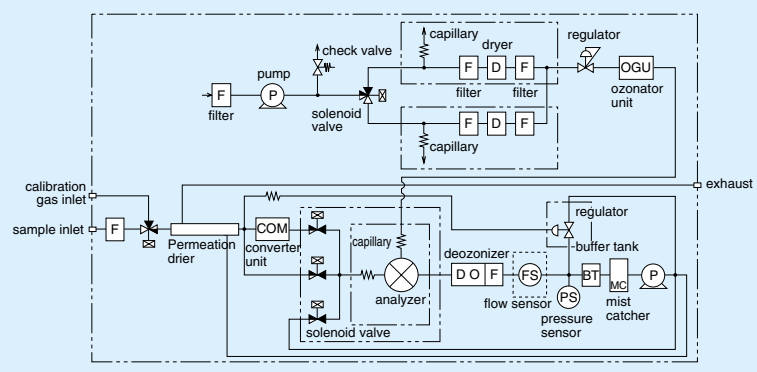 capillary
dryer
regulator
check valve
pump
F
D
F
OGU
F
P
filter
filter
ozonator
unit
filter
solenoid
valve
F
D
F
capillary
calibration
gas inlet
exhaust
sample inlet
F
COM
regulator
Permeation
drier
converter
unit
capillary
deozonizer
buffer tank
D O F
FS
BT
MC
P
analyzer
flow sensor
PS
mist
catcher
pressure
sensor
solenoid valve